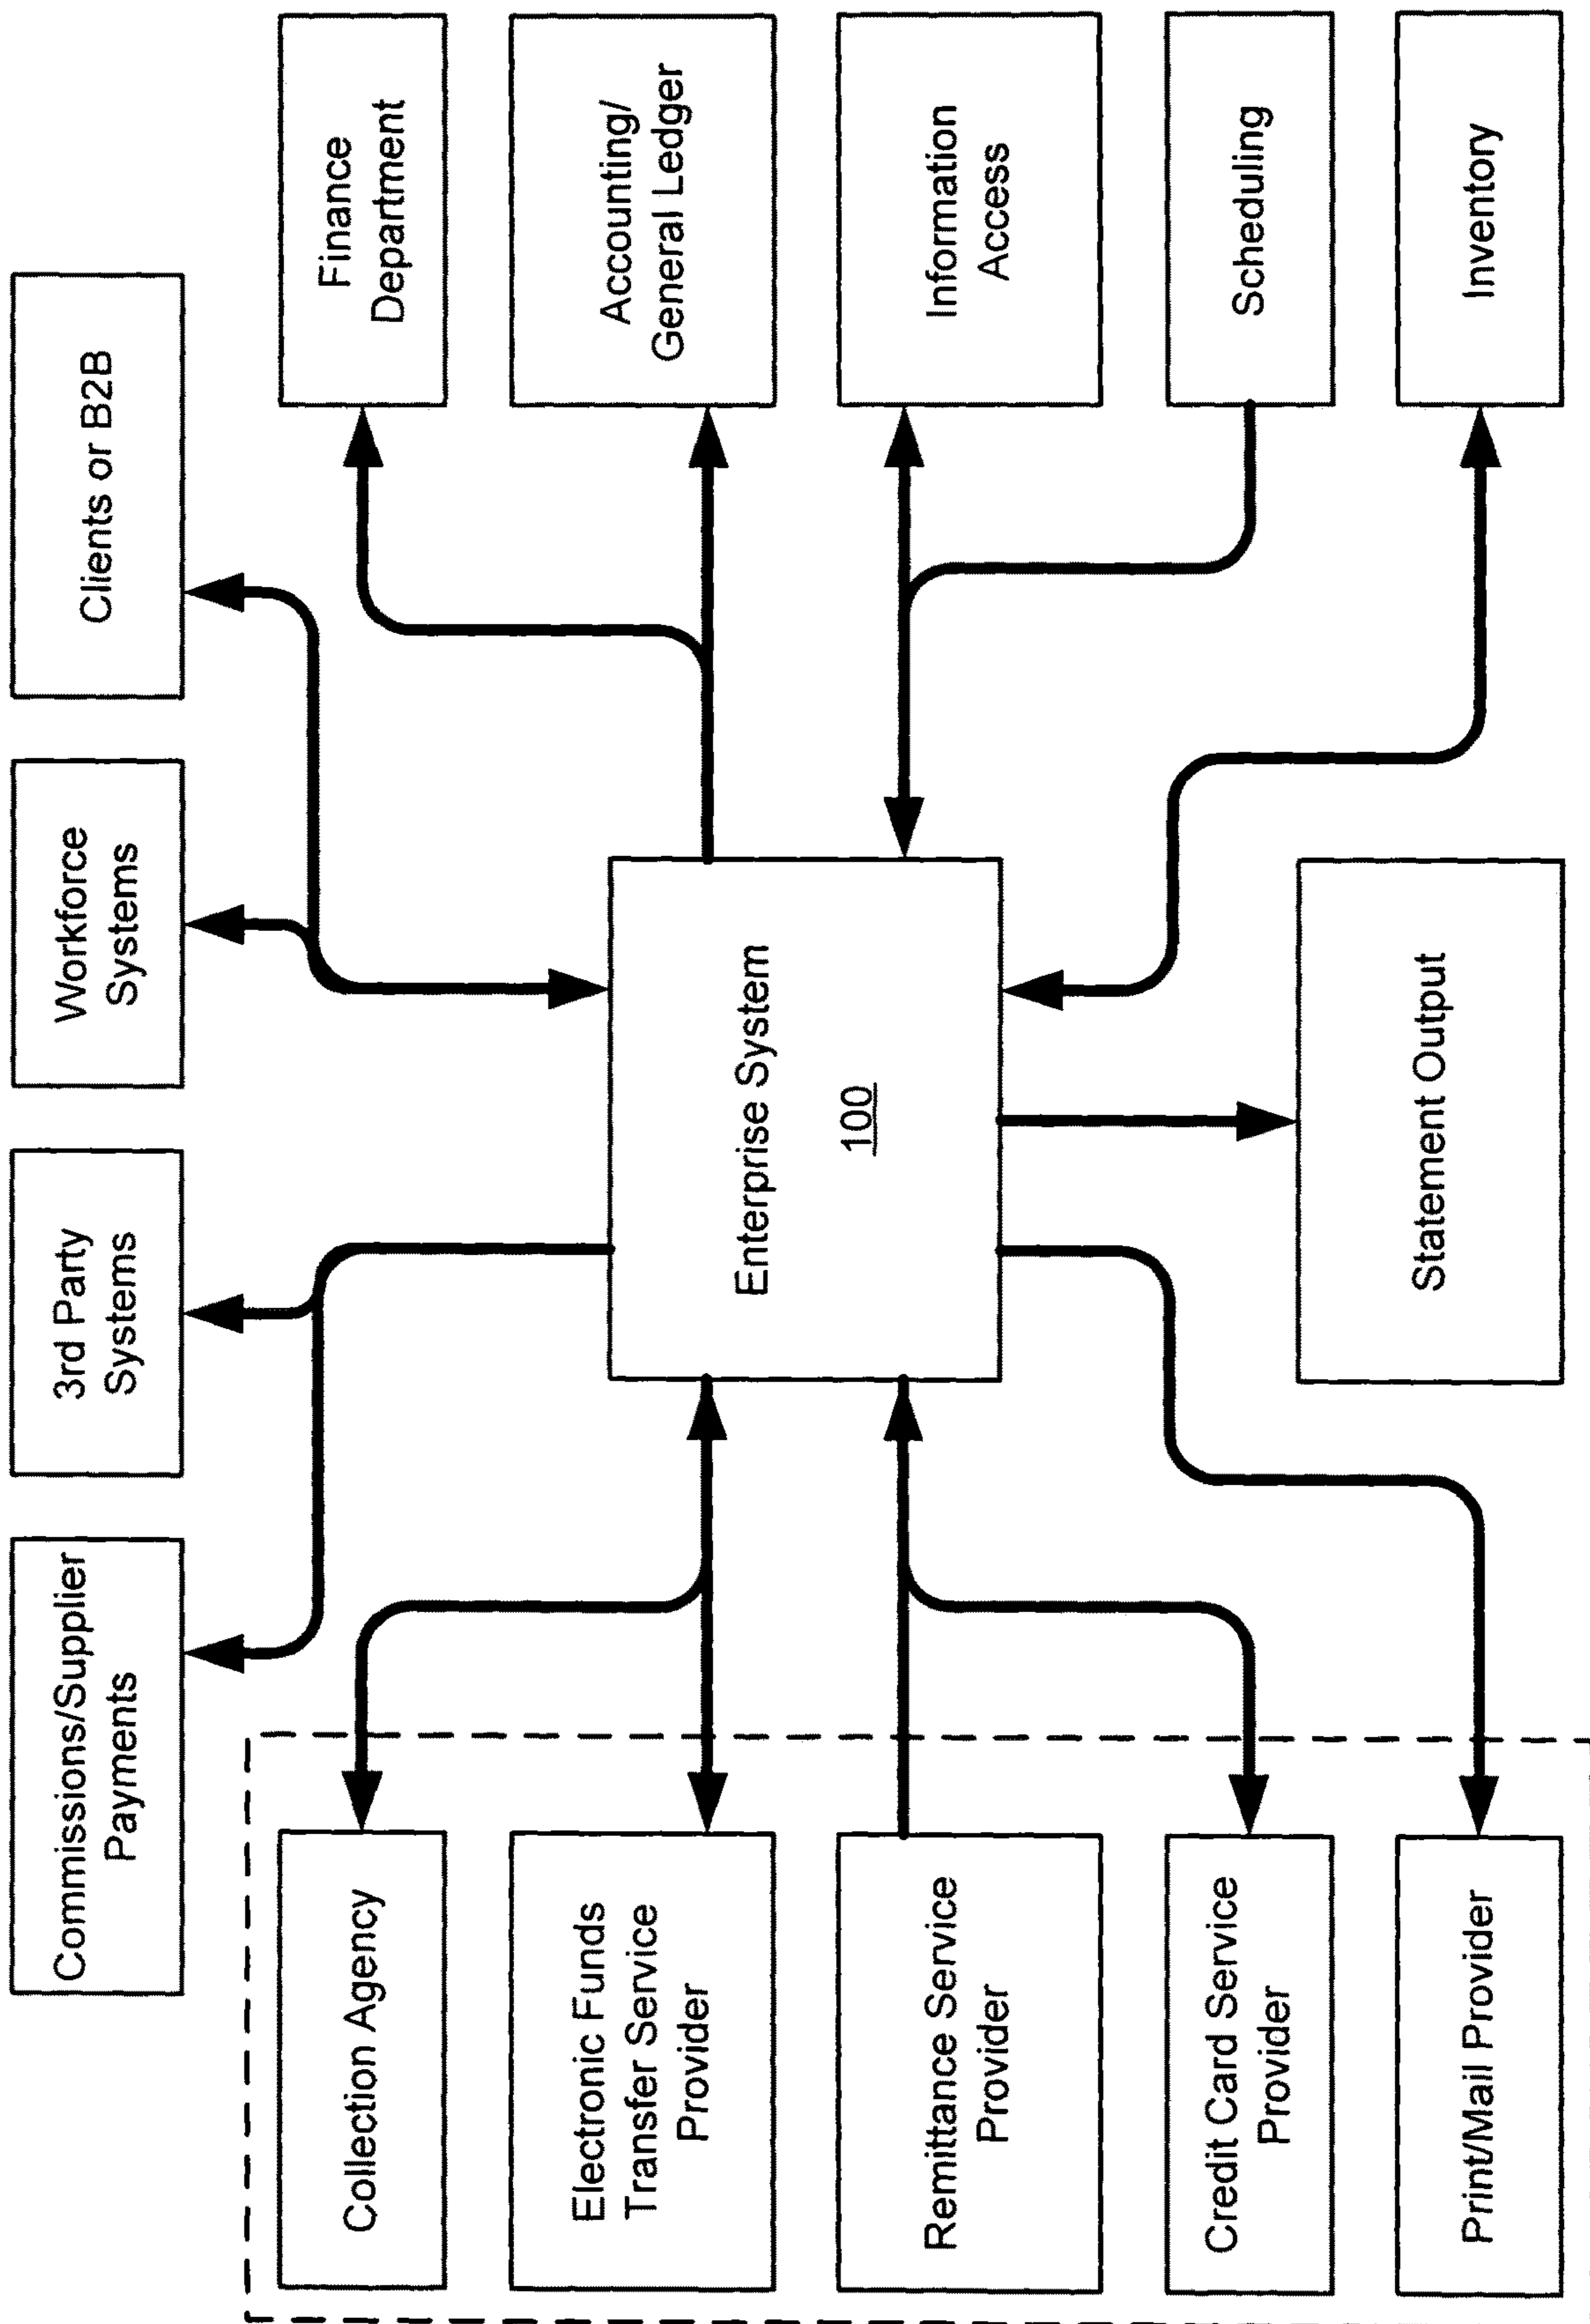 Commissions/Supplier
Payments
3rd Party
Systems
Workforce
Systems
Clients or B2B
Collection Agency
Finance
Department
Electronic Funds
Transfer Service
Provider
Accounting/
General Ledger
Enterprise System
100
Remittance Service
Provider
Information
Access
Credit Card Service
Provider
Scheduling
Print/Mail Provider
Statement Output
Inventory